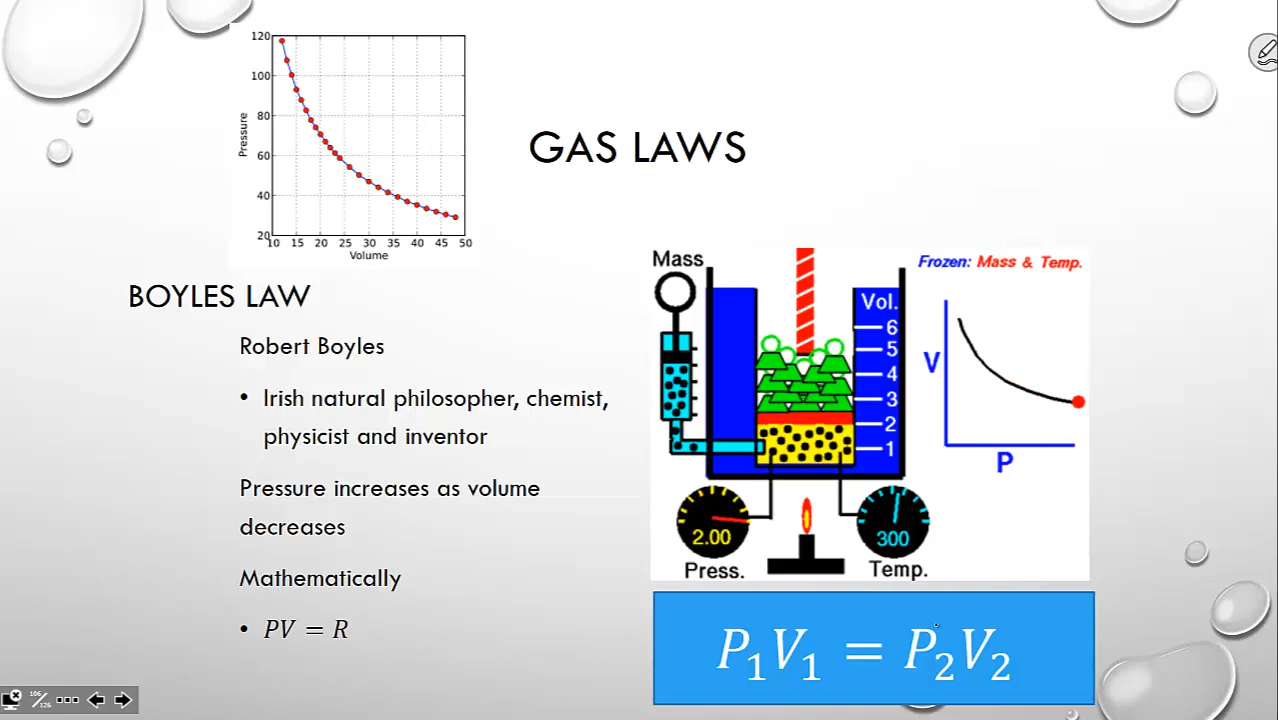 GAS LAWS
120
100
80
60
40
20
Pressure
10 15 20 25 30 35 40 45 50
Volume
BOYLES LAW
Robert Boyles
• Irish natural philosopher, chemist,
physicist and inventor
Pressure increases as volume
decreases
Mathematically
• PV = R
Mass
Vol.
6
5
4
3
2
1
2.00
Press.
300
Temp.
Frozen: Mass & Temp.
V
P
P₁V₁ = P₂V₂
106/126